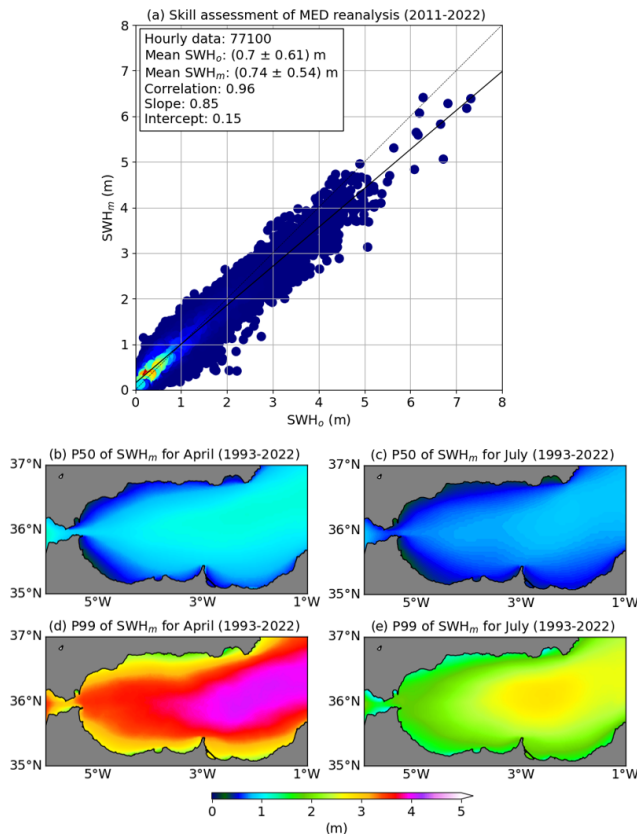 (a) Skill assessment of MED reanalysis (2011-2022)
Hourly data: 77100
Mean SWHₒ: (0.7 ± 0.61) m
Mean SWHₘ: (0.74 ± 0.54) m
Correlation: 0.96
Slope: 0.85
Intercept: 0.15
8
7
6
5
4
3
2
1
0
SWHₘ (m)
0 1 2 3 4 5 6 7 8
SWHₒ (m)
(b) P50 of SWHₘ for April (1993-2022)
37°N
36°N
35°N
5°W 3°W 1°W
(c) P50 of SWHₘ for July (1993-2022)
37°N
36°N
35°N
5°W 3°W 1°W
(d) P99 of SWHₘ for April (1993-2022)
37°N
36°N
35°N
5°W 3°W 1°W
(e) P99 of SWHₘ for July (1993-2022)
37°N
36°N
35°N
5°W 3°W 1°W
0 1 2 3 4 5
(m)